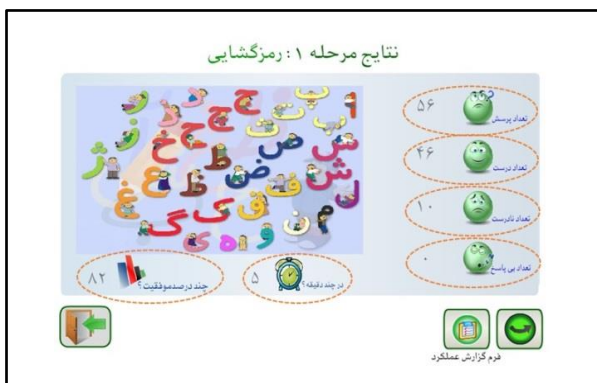 نتایج مرحله ۱: رمزگشایی
۵۶
تعداد پرسش
۴۶
تعداد درست
۱۰
تعداد نادرست
۰
تعداد بی پاسخ
در چند دقیقه؟
۵
چند درصد موفقیت؟
۸۲
فرم گزارش عملکرد